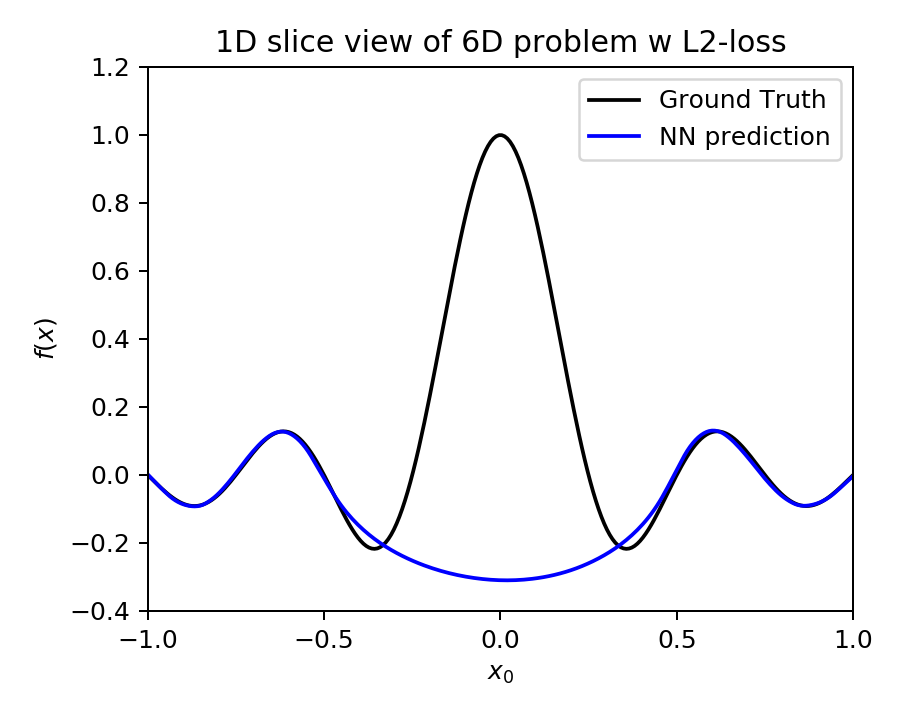 1D slice view of 6D problem w L2-loss
1.2
1.0
0.8
0.6
0.4
0.2
0.0
−0.2
−0.4
f(x)
Ground Truth
NN prediction
−1.0 −0.5 0.0 0.5 1.0
x₀